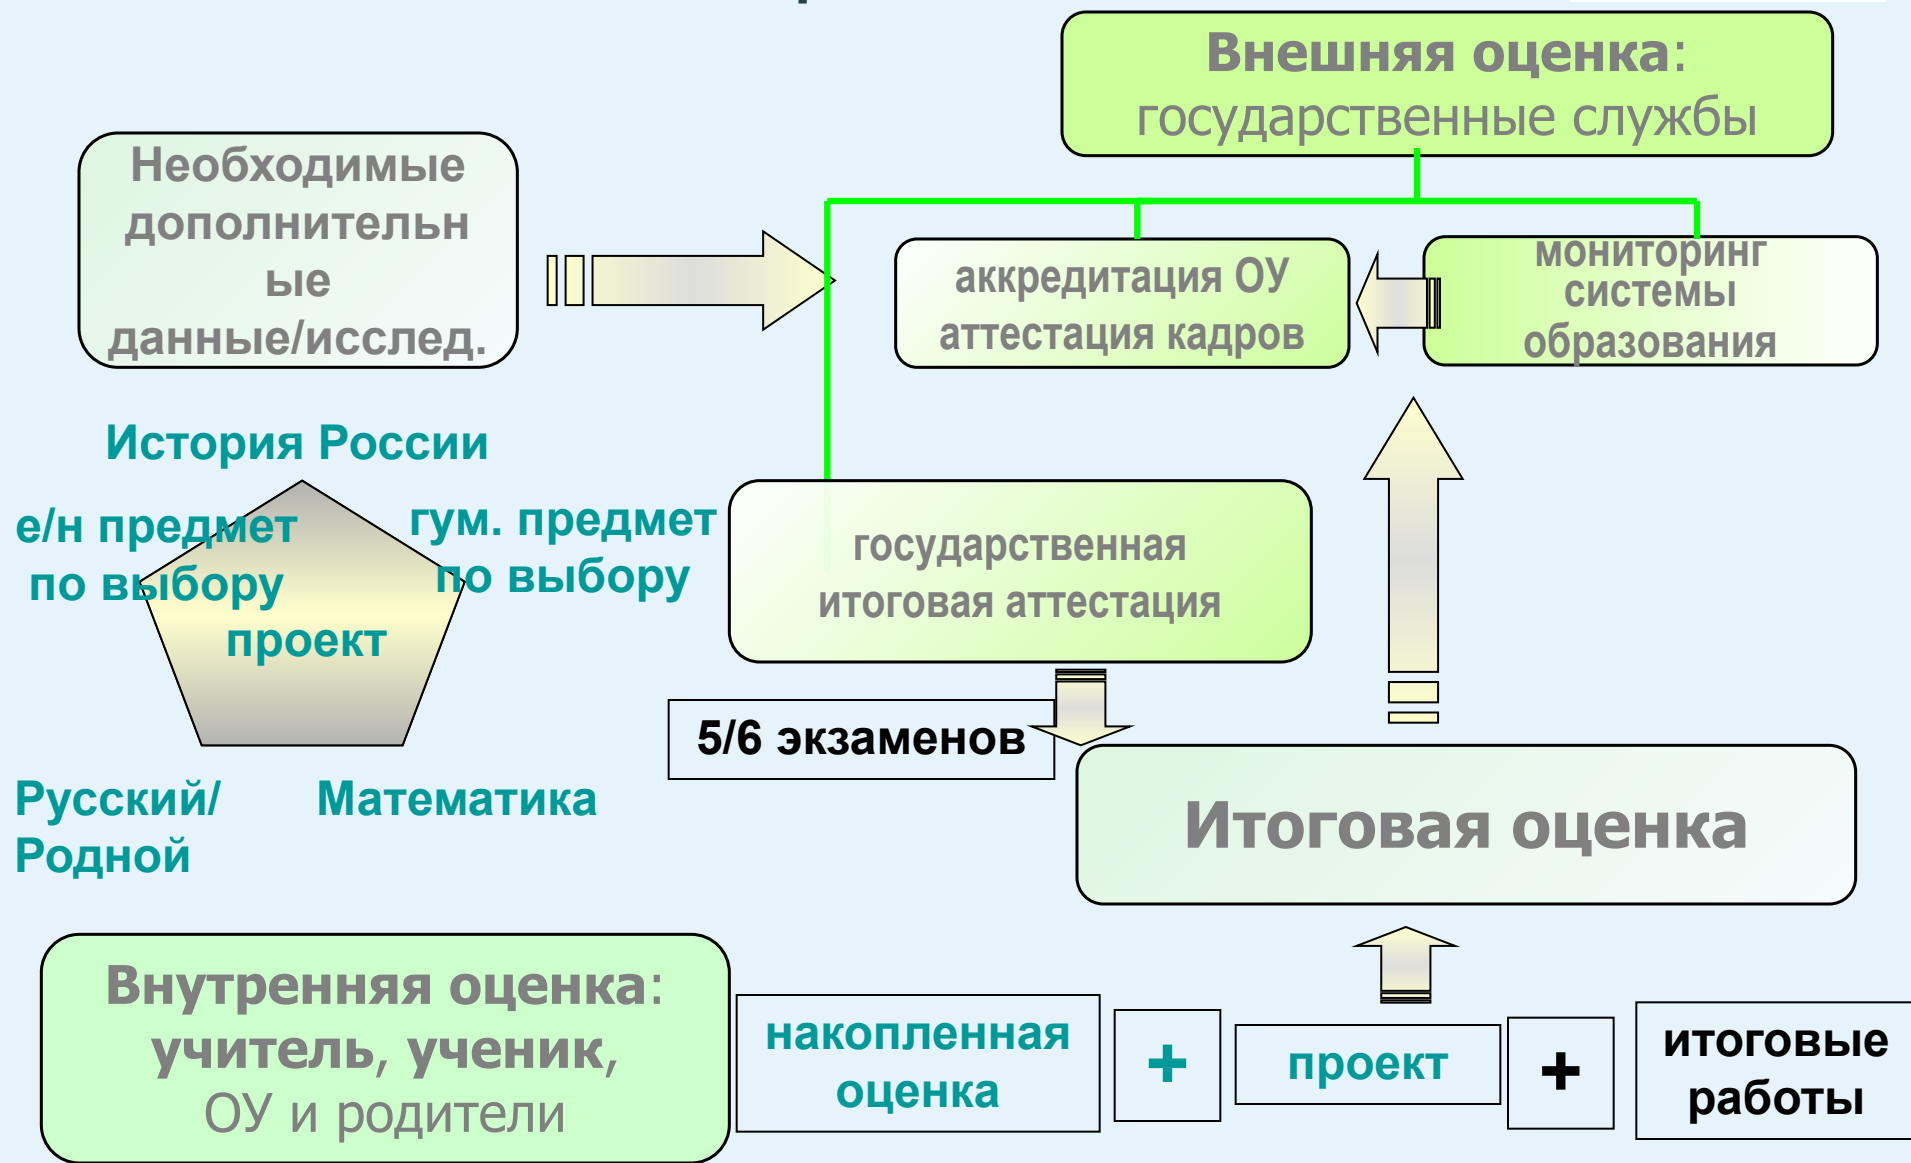 Внешняя оценка:
государственные службы
Необходимые
дополнительн
ые
данные/исслед.
аккредитация ОУ
аттестация кадров
мониторинг
системы
образования
История России
е/н предмет
по выбору
гум. предмет
по выбору
проект
Русский/
Родной
Математика
государственная
итоговая аттестация
5/6 экзаменов
Итоговая оценка
Внутренняя оценка:
учитель, ученик,
ОУ и родители
накопленная
оценка
+
проект
+
итоговые
работы